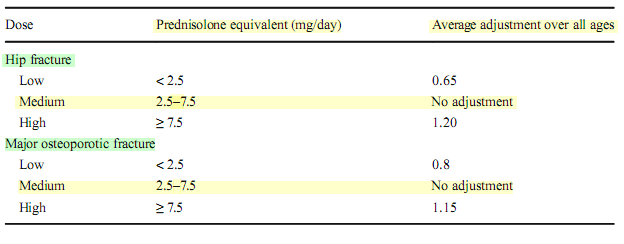 Dose Prednisolone equivalent (mg/day) Average adjustment over all ages
Hip fracture
Low < 2.5 0.65
Medium 2.5–7.5 No adjustment
High ≥ 7.5 1.20
Major osteoporotic fracture
Low < 2.5 0.8
Medium 2.5–7.5 No adjustment
High ≥ 7.5 1.15